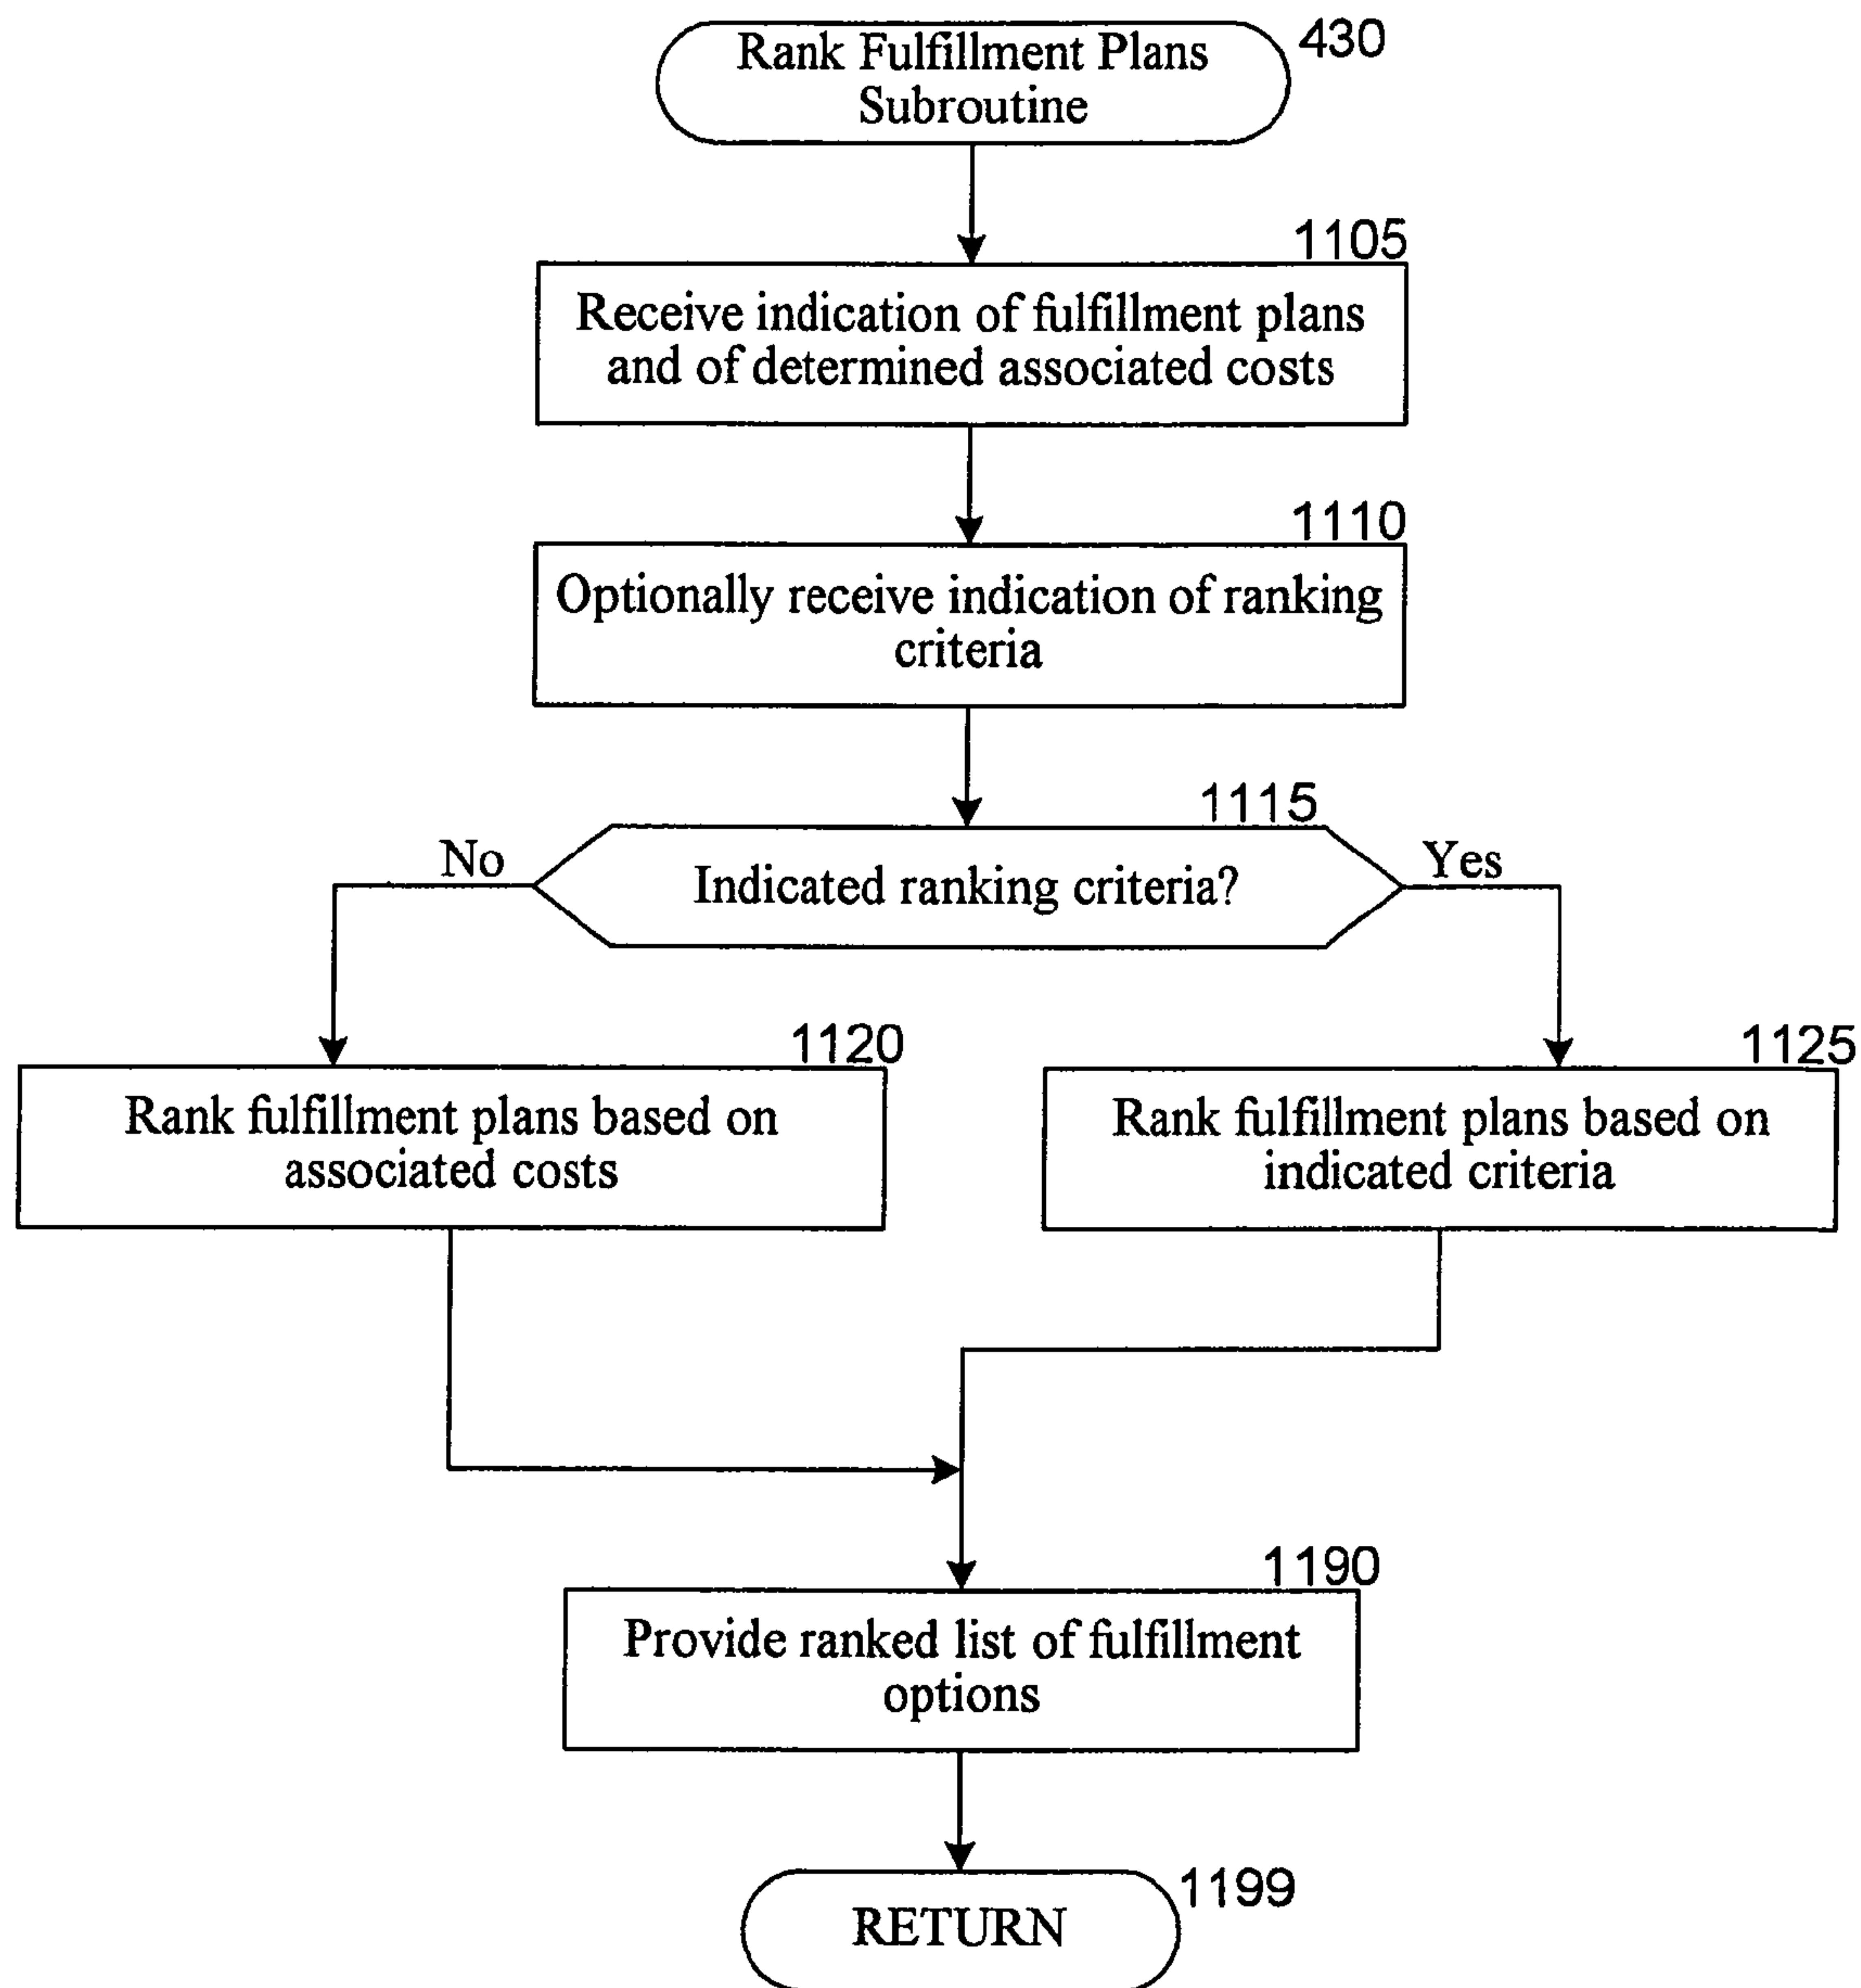 Rank Fulfillment Plans
Subroutine
430
1105
Receive indication of fulfillment plans
and of determined associated costs
1110
Optionally receive indication of ranking
criteria
1115
No
Indicated ranking criteria?
Yes
1120
Rank fulfillment plans based on
associated costs
1125
Rank fulfillment plans based on
indicated criteria
1190
Provide ranked list of fulfillment
options
1199
RETURN